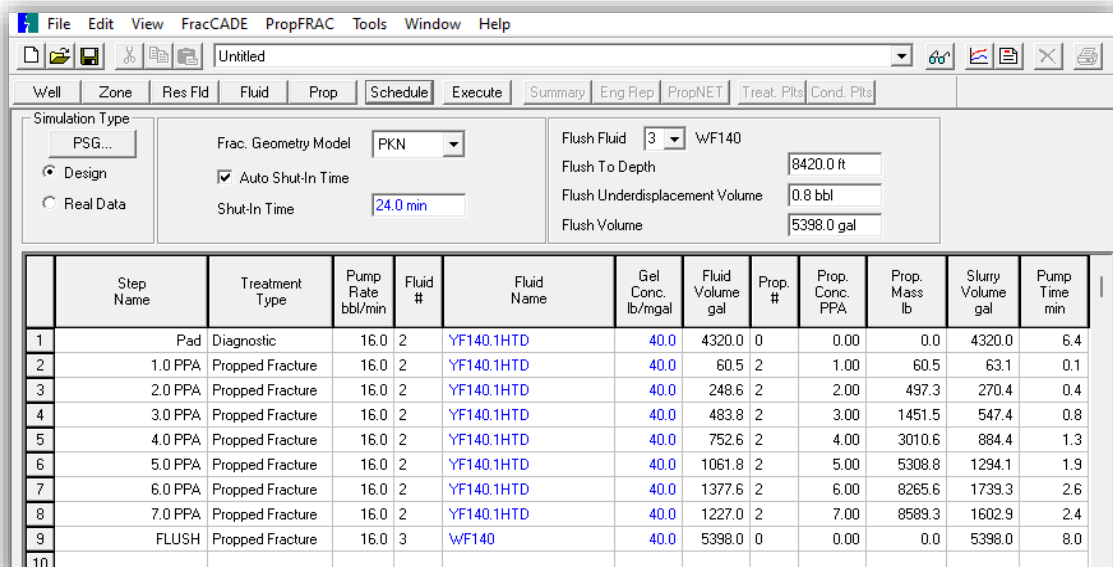 File Edit View FracCADE PropFRAC Tools Window Help
Untitled
Well Zone Res Fld Fluid Prop Schedule Execute Summary Eng Rep PropNET Treat. Plts Cond. Plts
Simulation Type
PSG...
Design
Real Data
Frac. Geometry Model PKN
Auto Shut-In Time
Shut-In Time 24.0 min
Flush Fluid 3 WF140
Flush To Depth 8420.0 ft
Flush Underdisplacement Volume 0.8 bbl
Flush Volume 5398.0 gal
Step Name Treatment Type Pump Rate bbl/min Fluid # Fluid Name Gel Conc. lb/mgal Fluid Volume gal Prop. # Prop. Conc. PPA Prop. Mass lb Slurry Volume gal Pump Time min
1 Pad Diagnostic 16.0 2 YF140.1HTD 40.0 4320.0 0 0.00 0.0 4320.0 6.4
2 1.0 PPA Propped Fracture 16.0 2 YF140.1HTD 40.0 60.5 2 1.00 60.5 63.1 0.1
3 2.0 PPA Propped Fracture 16.0 2 YF140.1HTD 40.0 248.6 2 2.00 497.3 270.4 0.4
4 3.0 PPA Propped Fracture 16.0 2 YF140.1HTD 40.0 483.8 2 3.00 1451.5 547.4 0.8
5 4.0 PPA Propped Fracture 16.0 2 YF140.1HTD 40.0 752.6 2 4.00 3010.6 884.4 1.3
6 5.0 PPA Propped Fracture 16.0 2 YF140.1HTD 40.0 1061.8 2 5.00 5308.8 1294.1 1.9
7 6.0 PPA Propped Fracture 16.0 2 YF140.1HTD 40.0 1377.6 2 6.00 8265.6 1739.3 2.6
8 7.0 PPA Propped Fracture 16.0 2 YF140.1HTD 40.0 1227.0 2 7.00 8589.3 1602.9 2.4
9 FLUSH Propped Fracture 16.0 3 WF140 40.0 5398.0 0 0.00 0.0 5398.0 8.0
10